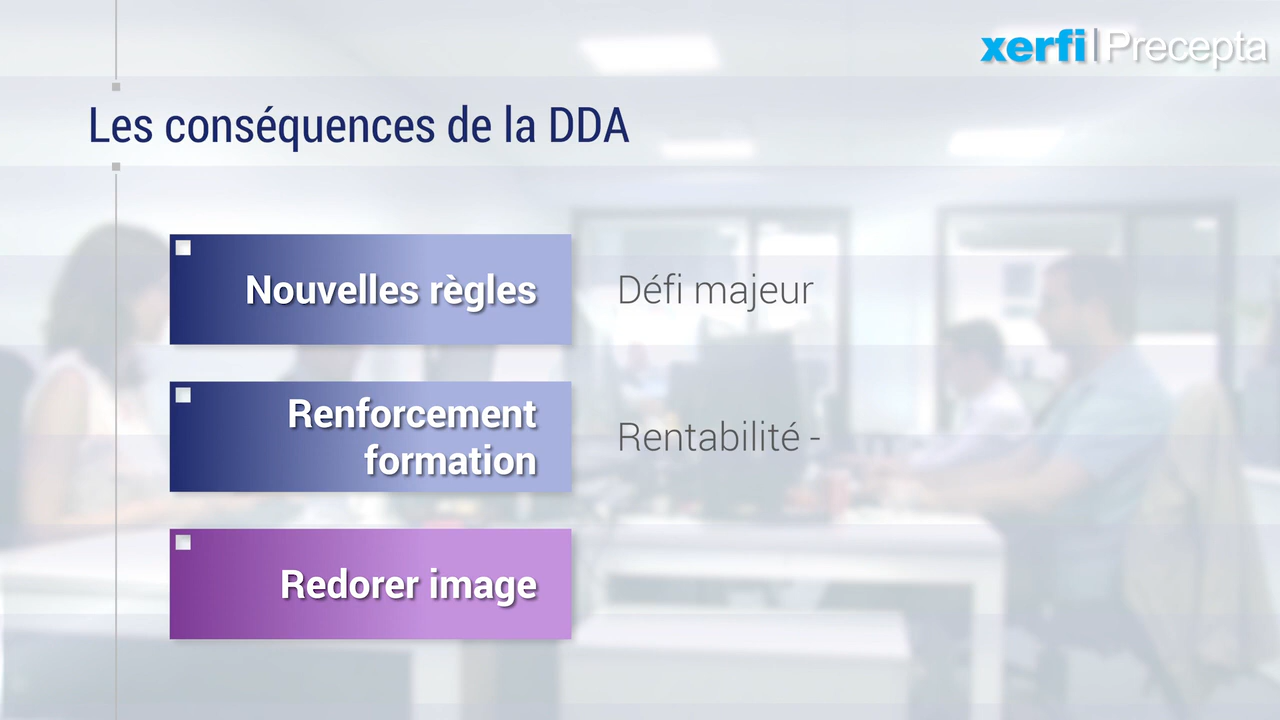 xerfi|Precepta
Les conséquences de la DDA
Nouvelles règles
Défi majeur
Renforcement
formation
Rentabilité -
Redorer image